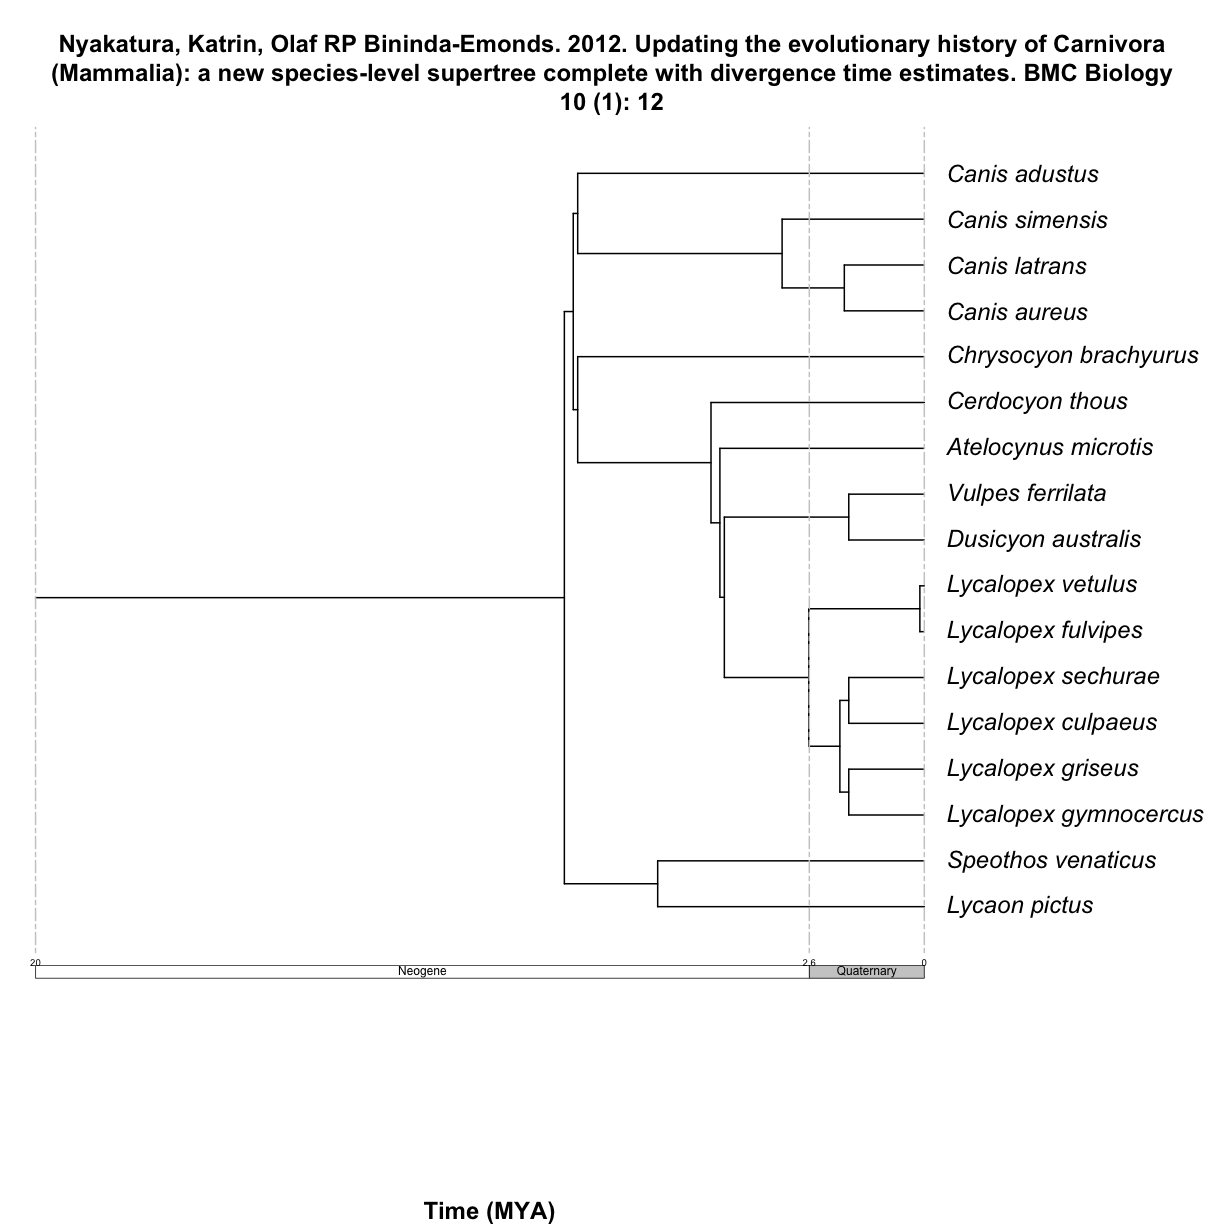 Nyakatura, Katrin, Olaf RP Bininda-Emonds. 2012. Updating the evolutionary history of Carnivora
(Mammalia): a new species-level supertree complete with divergence time estimates. BMC Biology
10 (1): 12
Canis adustus
Canis simensis
Canis latrans
Canis aureus
Chrysocyon brachyurus
Cerdocyon thous
Atelocynus microtis
Vulpes ferrilata
Dusicyon australis
Lycalopex vetulus
Lycalopex fulvipes
Lycalopex sechurae
Lycalopex culpaeus
Lycalopex griseus
Lycalopex gymnocercus
Speothos venaticus
Lycaon pictus
20 2.6 0
Neogene Quaternary
Time (MYA)